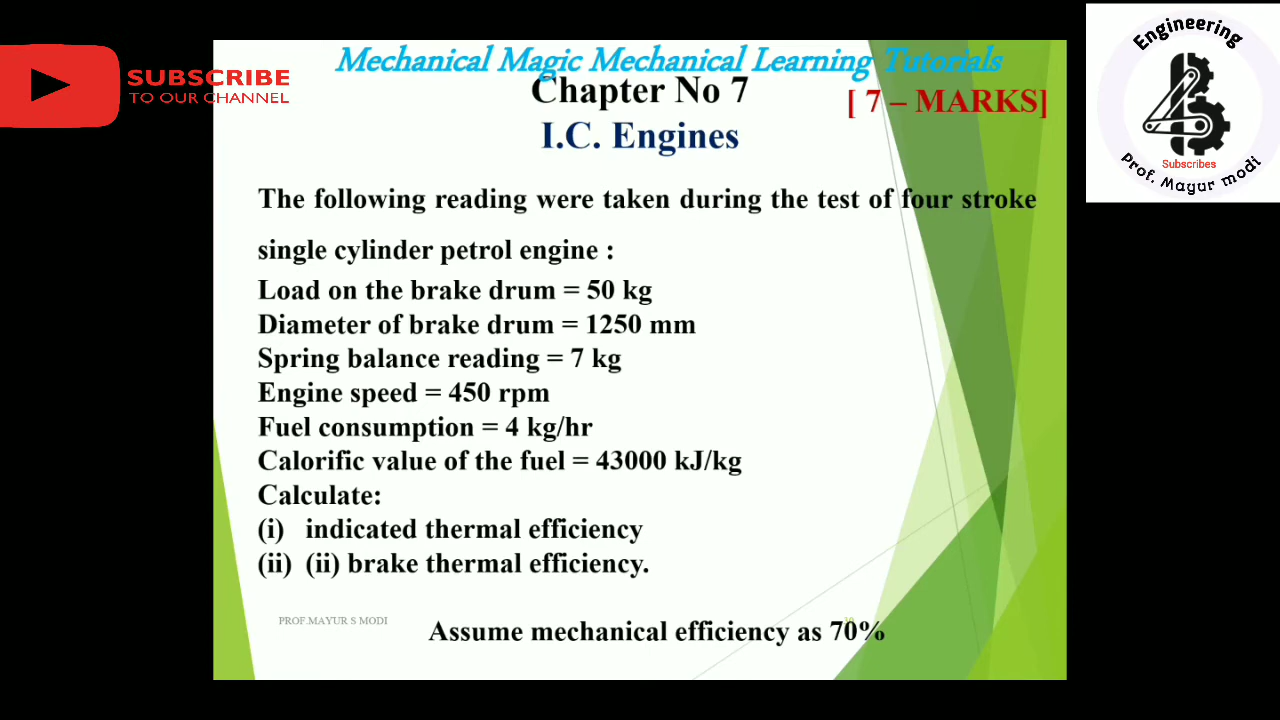 Mechanical Magic Mechanical Learning Tutorials
SUBSCRIBE
TO OUR CHANNEL
Engineering
Subscribes
Prof. Mayur modi
Chapter No 7
[ 7 – MARKS]
I.C. Engines
The following reading were taken during the test of four stroke
single cylinder petrol engine :
Load on the brake drum = 50 kg
Diameter of brake drum = 1250 mm
Spring balance reading = 7 kg
Engine speed = 450 rpm
Fuel consumption = 4 kg/hr
Calorific value of the fuel = 43000 kJ/kg
Calculate:
(i) indicated thermal efficiency
(ii) (ii) brake thermal efficiency.
PROF.MAYUR S MODI
Assume mechanical efficiency as 70%